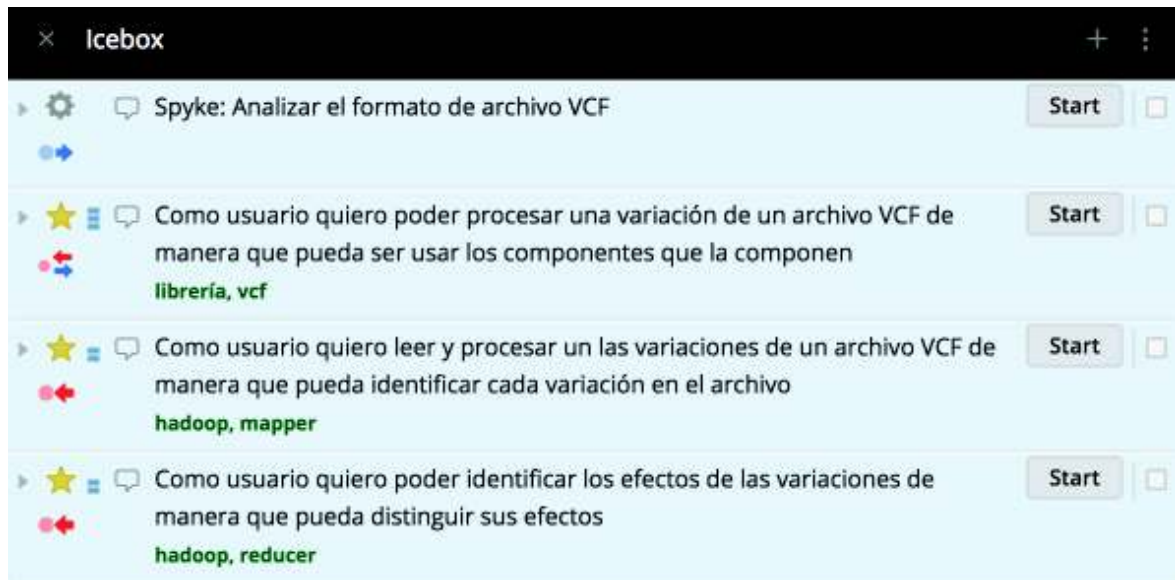 Icebox
Spyke: Analizar el formato de archivo VCF
Start
Como usuario quiero poder procesar una variación de un archivo VCF de
Start
manera que pueda ser usar los componentes que la componen
librería, vcf
Como usuario quiero leer y procesar un las variaciones de un archivo VCF de
Start
manera que pueda identificar cada variación en el archivo
hadoop, mapper
Como usuario quiero poder identificar los efectos de las variaciones de
Start
manera que pueda distinguir sus efectos
hadoop, reducer